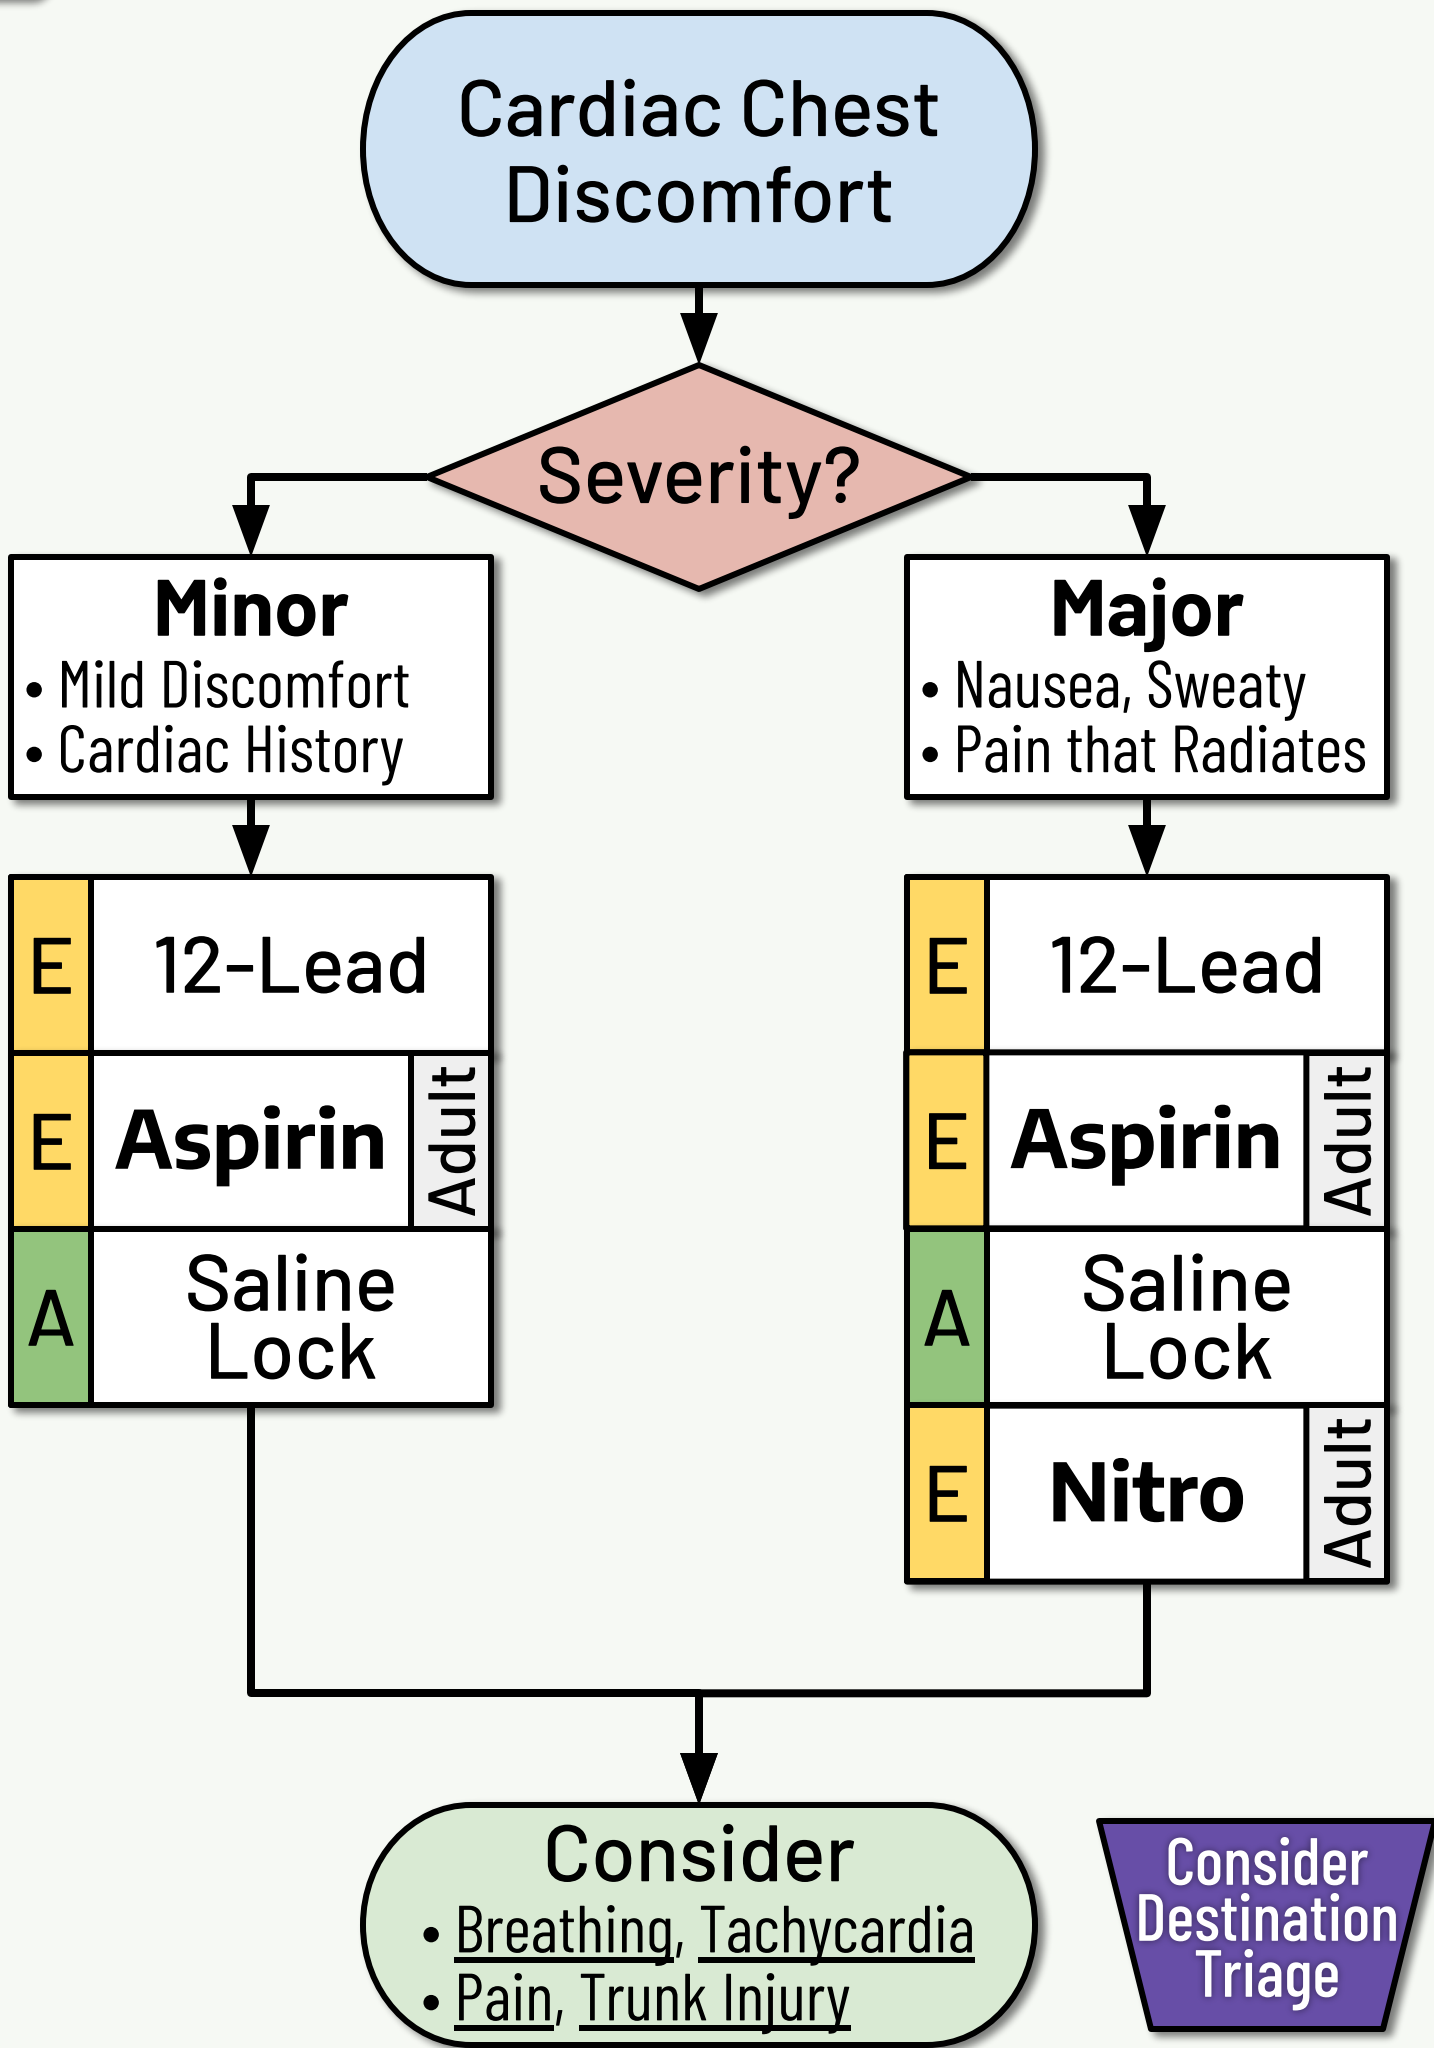 Cardiac Chest
Discomfort
Severity?
Minor
• Mild Discomfort
• Cardiac History
E 12-Lead
E Aspirin Adult
A Saline
Lock
Major
• Nausea, Sweaty
• Pain that Radiates
E 12-Lead
E Aspirin Adult
A Saline
Lock
E Nitro Adult
Consider
• Breathing, Tachycardia
• Pain, Trunk Injury
Consider
Destination
Triage